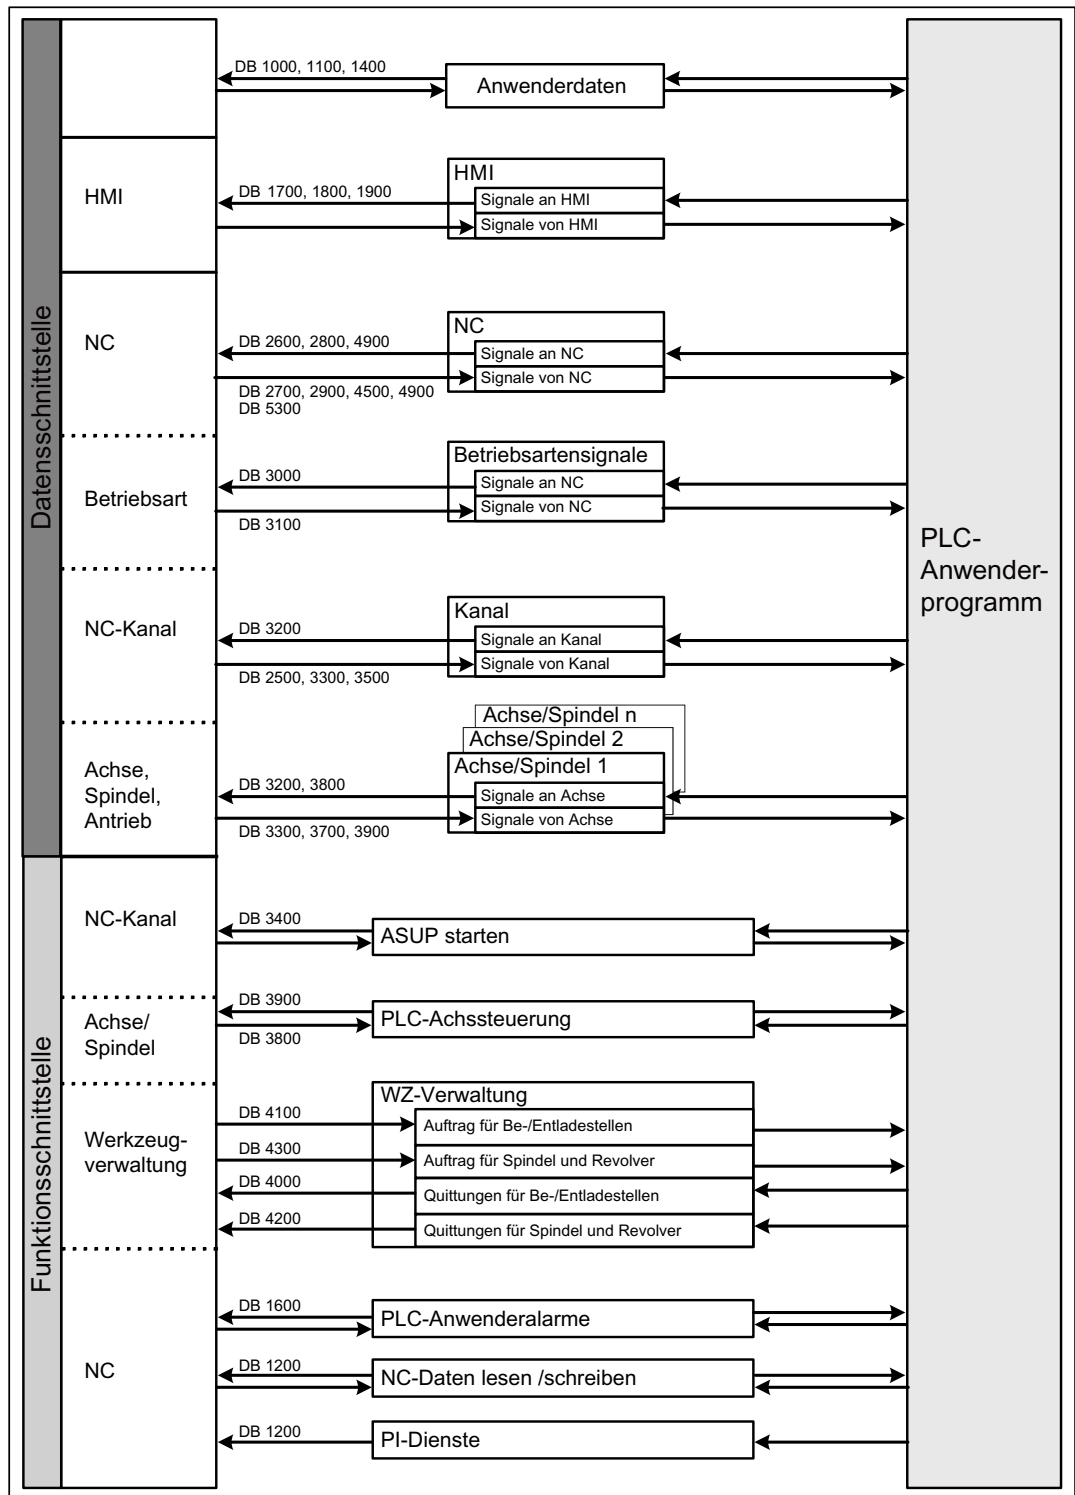 Datensschnittstelle
DB 1000, 1100, 1400
Anwenderdaten
HMI
DB 1700, 1800, 1900
HMI
Signale an HMI
Signale von HMI
NC
DB 2600, 2800, 4900
DB 2700, 2900, 4500, 4900
DB 5300
NC
Signale an NC
Signale von NC
Betriebsart
DB 3000
DB 3100
Betriebsartensignale
Signale an NC
Signale von NC
PLC-
Anwender-
programm
NC-Kanal
DB 3200
DB 2500, 3300, 3500
Kanal
Signale an Kanal
Signale von Kanal
Achse,
Spindel,
Antrieb
DB 3200, 3800
DB 3300, 3700, 3900
Achse/Spindel n
Achse/Spindel 2
Achse/Spindel 1
Signale an Achse
Signale von Achse
Funktionsschnittstelle
NC-Kanal
DB 3400
ASUP starten
Achse/
Spindel
DB 3900
DB 3800
PLC-Achssteuerung
Werkzeug-
verwaltung
DB 4100
DB 4300
DB 4000
DB 4200
WZ-Verwaltung
Auftrag für Be-/Entladestellen
Auftrag für Spindel und Revolver
Quittungen für Be-/Entladestellen
Quittungen für Spindel und Revolver
NC
DB 1600
PLC-Anwenderalarme
DB 1200
NC-Daten lesen /schreiben
DB 1200
PI-Dienste